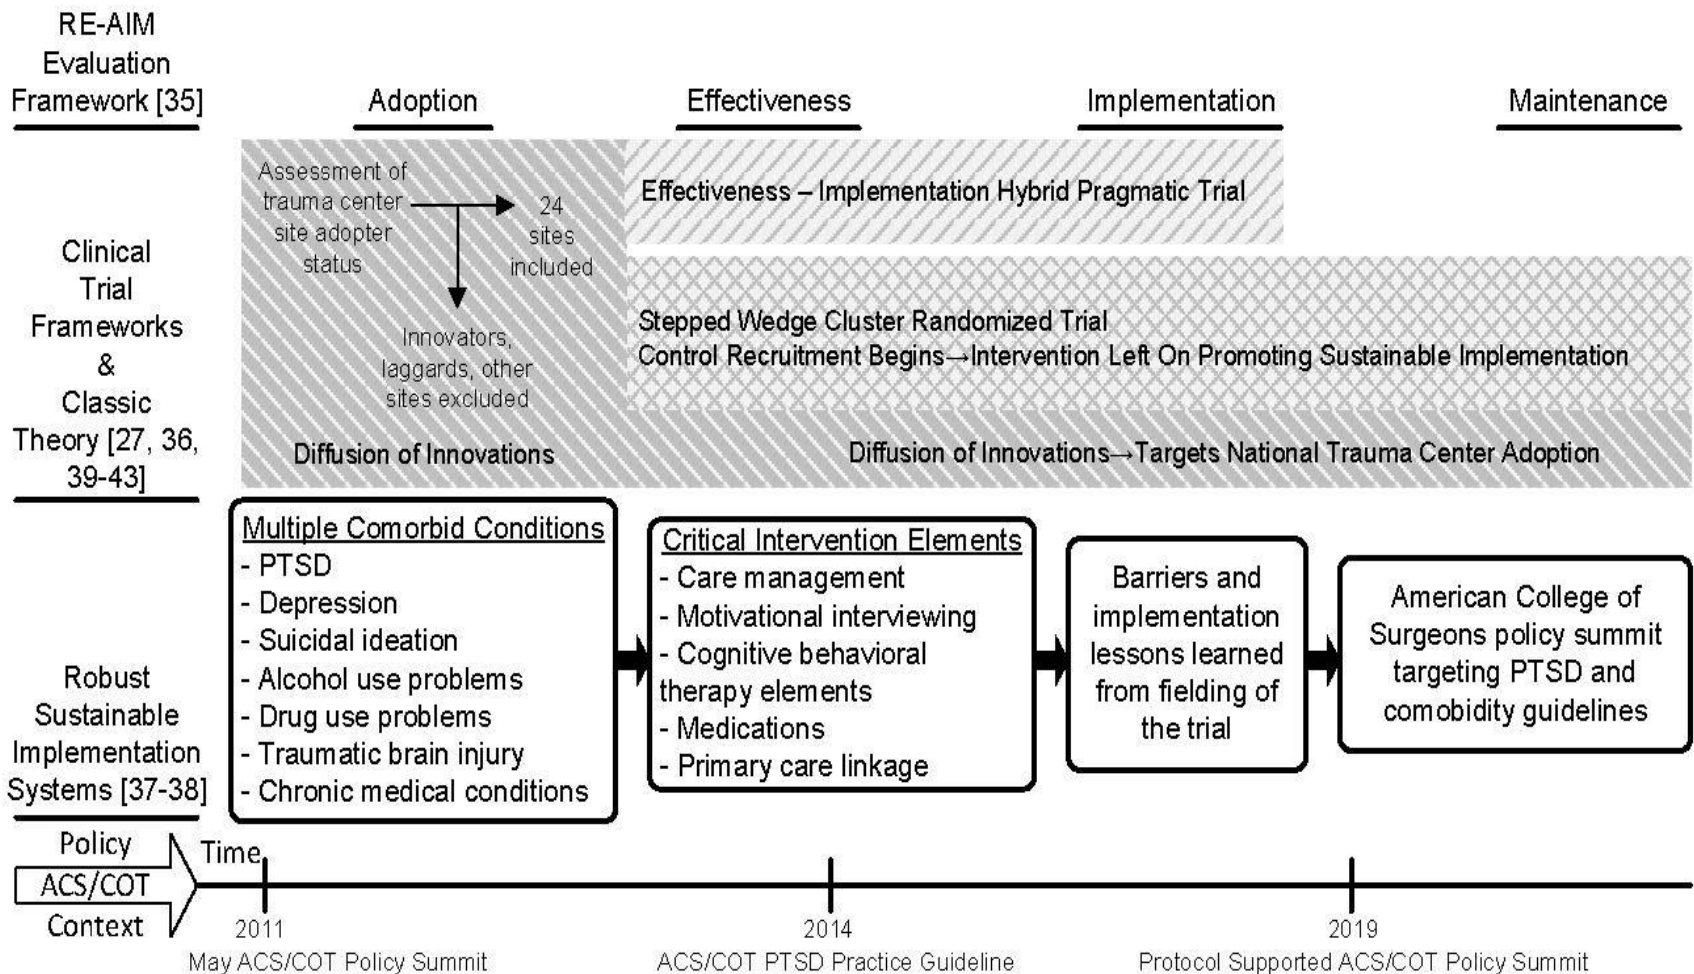 RE-AIM
Evaluation
Framework [35]
Adoption
Effectiveness
Implementation
Maintenance
Clinical
Trial
Frameworks
&
Classic
Theory [27, 36,
39-43]
Assessment of
trauma center
site adopter
status
24
sites
included
Innovators,
laggards, other
sites excluded
Diffusion of Innovations
Effectiveness – Implementation Hybrid Pragmatic Trial
Stepped Wedge Cluster Randomized Trial
Control Recruitment Begins→Intervention Left On Promoting Sustainable Implementation
Diffusion of Innovations→Targets National Trauma Center Adoption
Robust
Sustainable
Implementation
Systems [37-38]
Multiple Comorbid Conditions
- PTSD
- Depression
- Suicidal ideation
- Alcohol use problems
- Drug use problems
- Traumatic brain injury
- Chronic medical conditions
Critical Intervention Elements
- Care management
- Motivational interviewing
- Cognitive behavioral
therapy elements
- Medications
- Primary care linkage
Barriers and
implementation
lessons learned
from fielding of
the trial
American College of
Surgeons policy summit
targeting PTSD and
comobidity guidelines
Policy
ACS/COT
Context
Time
2011
May ACS/COT Policy Summit
2014
ACS/COT PTSD Practice Guideline
2019
Protocol Supported ACS/COT Policy Summit